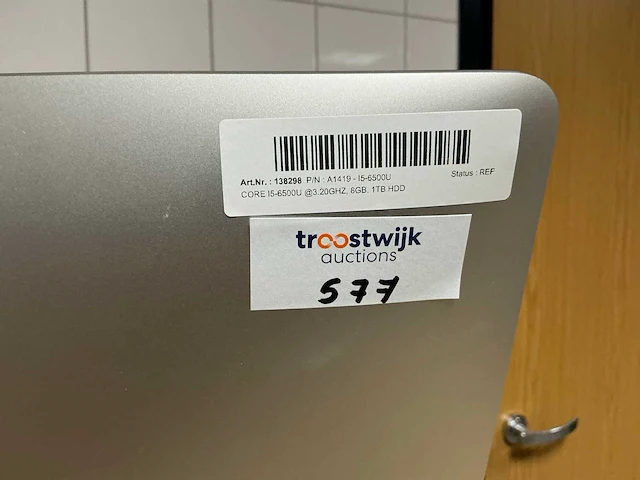 Art.Nr. : 138298 P/N : A1419 - I5-6500U Status : REF
CORE I5-6500U @3.20GHZ, 8GB, 1TB HDD
troostwijk
auctions
577